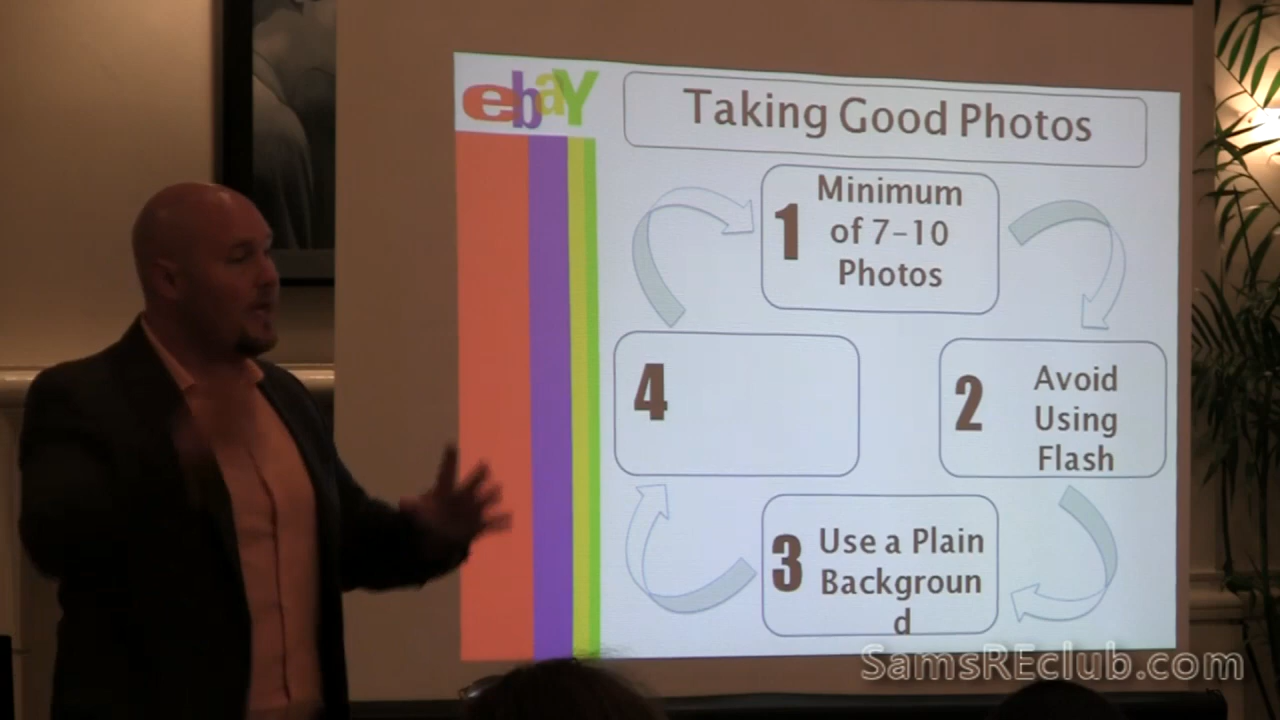 ebaY
Taking Good Photos
1
Minimum
of 7-10
Photos
2
Avoid
Using
Flash
3
Use a Plain
Backgroun
d
4
SamsREclub.com